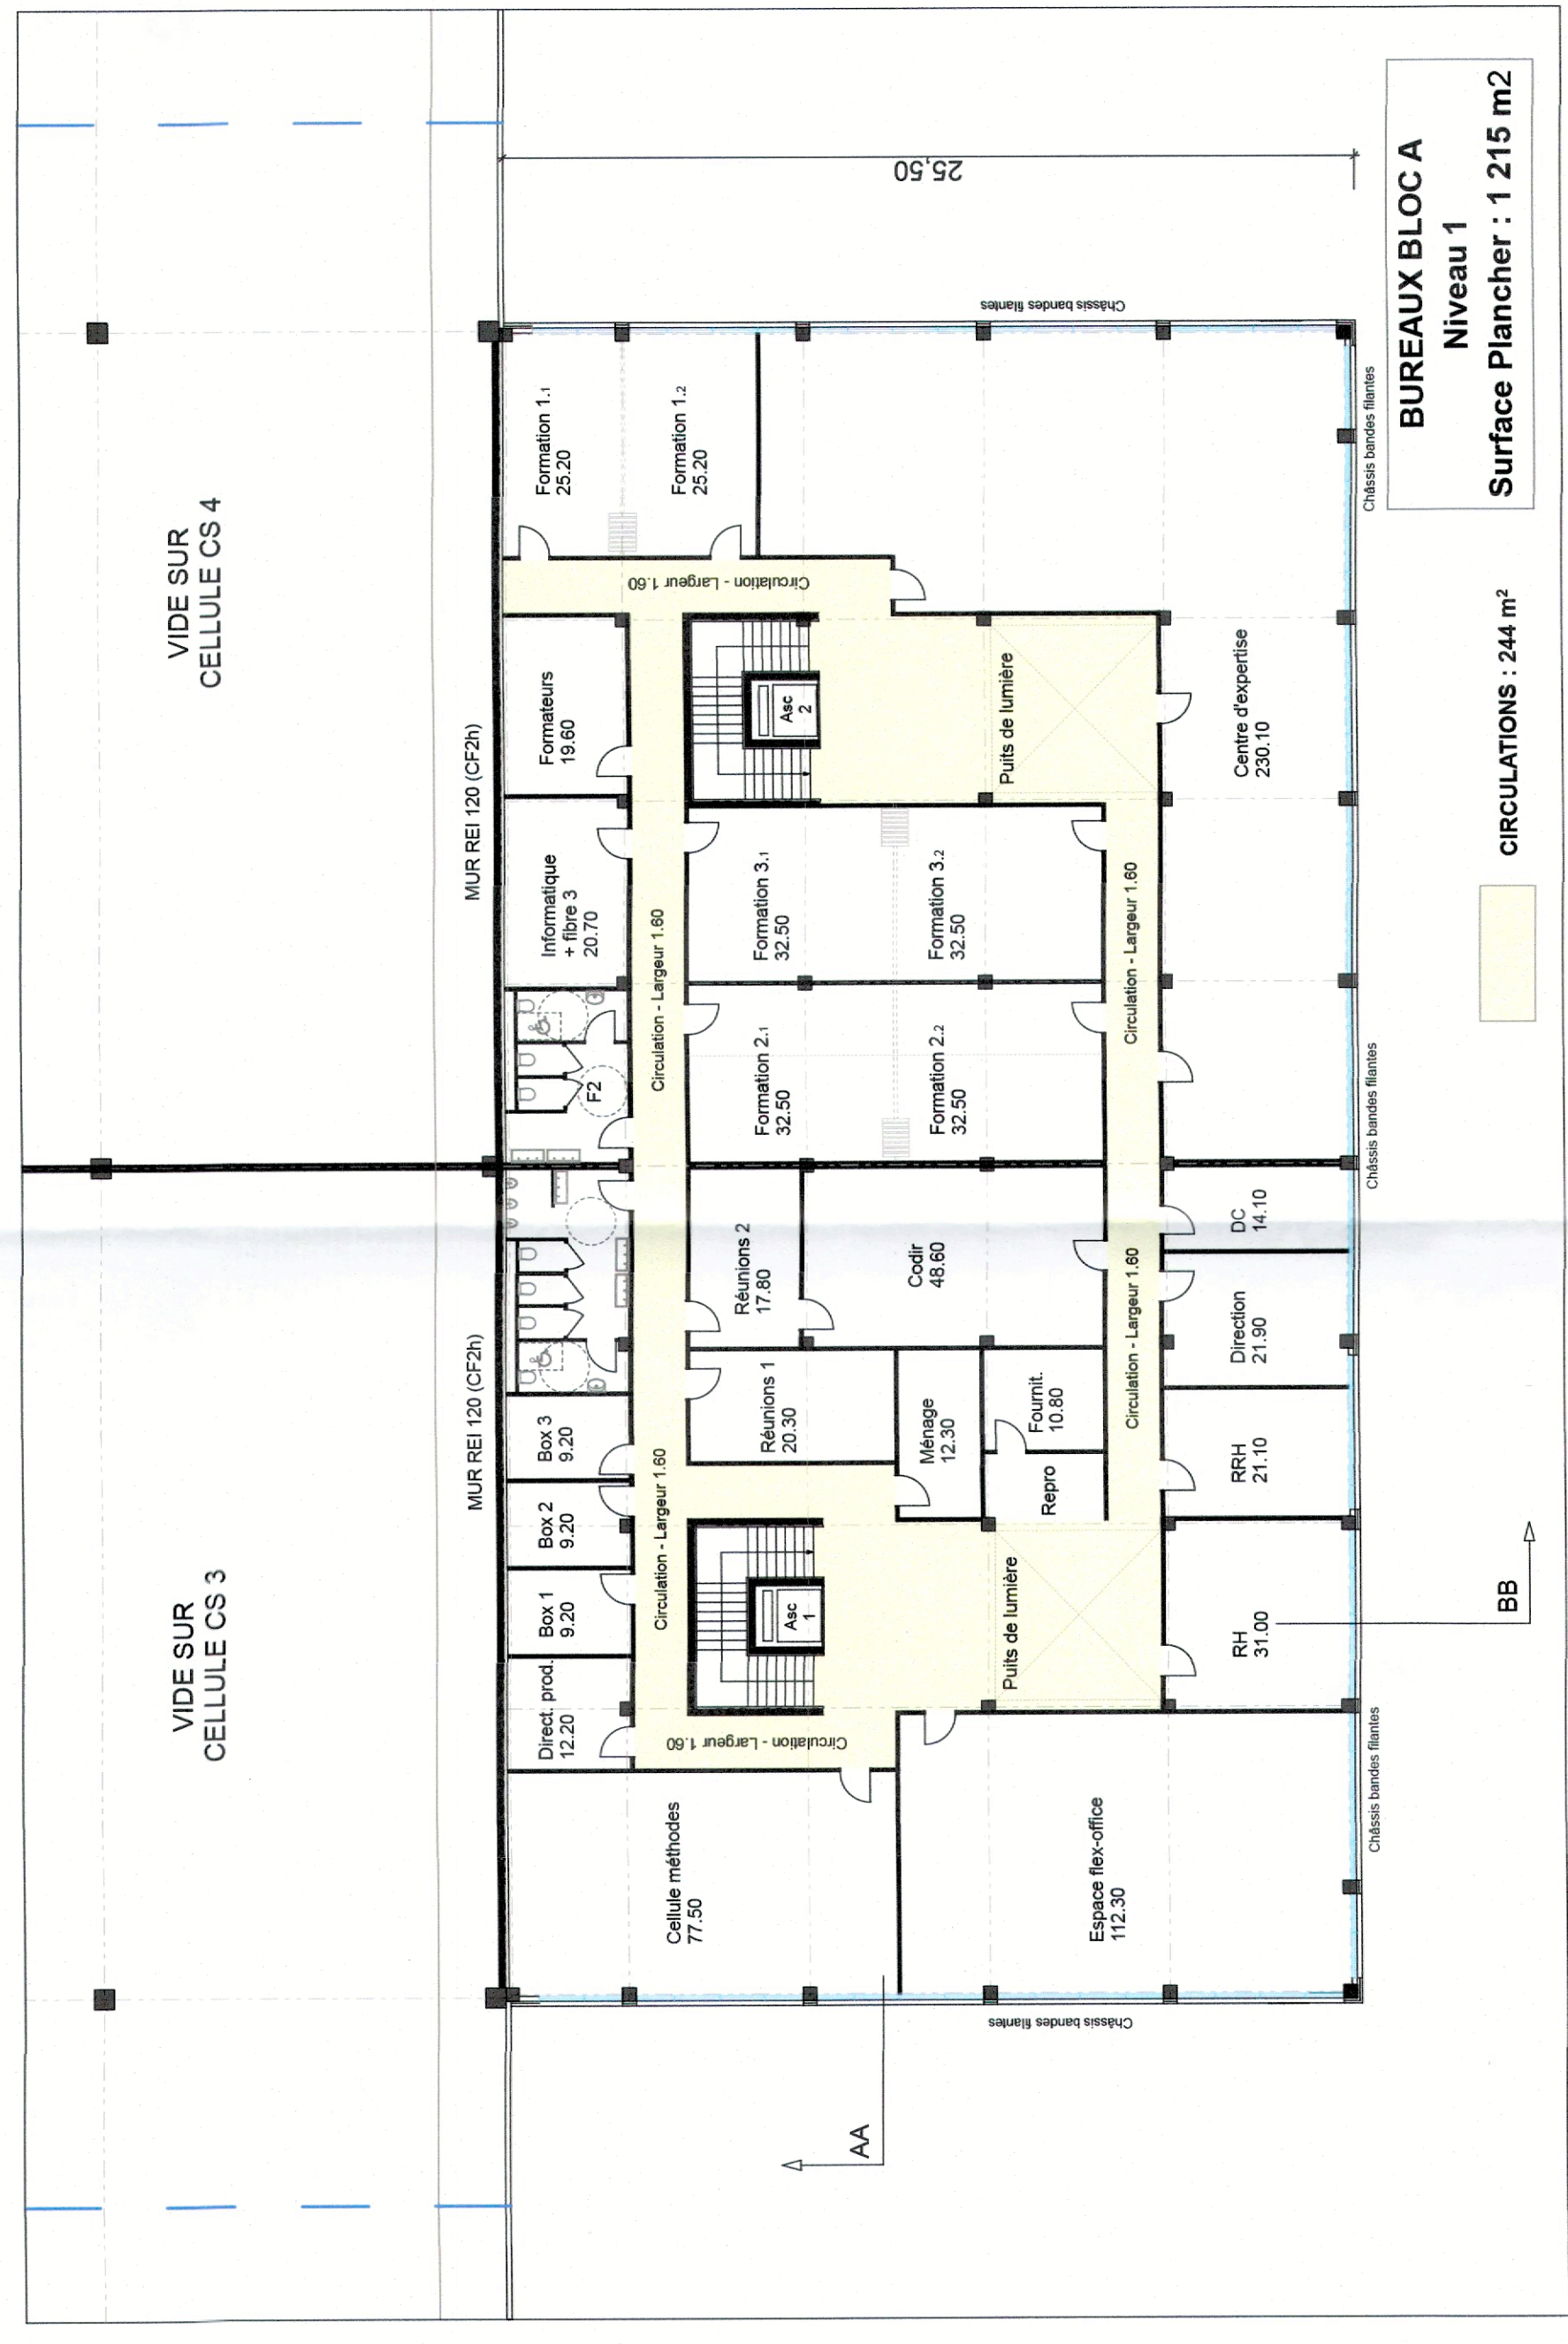 VIDE SUR
CELLULE CS 3
VIDE SUR
CELLULE CS 4
MUR REI 120 (CF2h)
MUR REI 120 (CF2h)
Direct. prod.
12.20
Box 1
9.20
Box 2
9.20
Box 3
9.20
F2
Informatique
+ fibre 3
20.70
Formateurs
19.60
Formation 1.1
25.20
Formation 1.2
25.20
Circulation - Largeur 1.60
Circulation - Largeur 1.60
Circulation - Largeur 1.60
Circulation - Largeur 1.60
Cellule méthodes
77.50
Asc
1
Réunions 1
20.30
Réunions 2
17.80
Formation 2.1
32.50
Formation 3.1
32.50
Asc
2
25,50
Ménage
12.30
Codir
48.60
Formation 2.2
32.50
Formation 3.2
32.50
AA
Puits de lumière
Repro
Fournit.
10.80
Puits de lumière
Châssis bandes filantes
Châssis bandes filantes
Espace flex-office
112.30
Circulation - Largeur 1.60
Circulation - Largeur 1.60
RH
31.00
RRH
21.10
Direction
21.90
DC
14.10
Centre d'expertise
230.10
Châssis bandes filantes
Châssis bandes filantes
Châssis bandes filantes
BB
CIRCULATIONS : 244 m²
BUREAUX BLOC A
Niveau 1
Surface Plancher : 1 215 m2